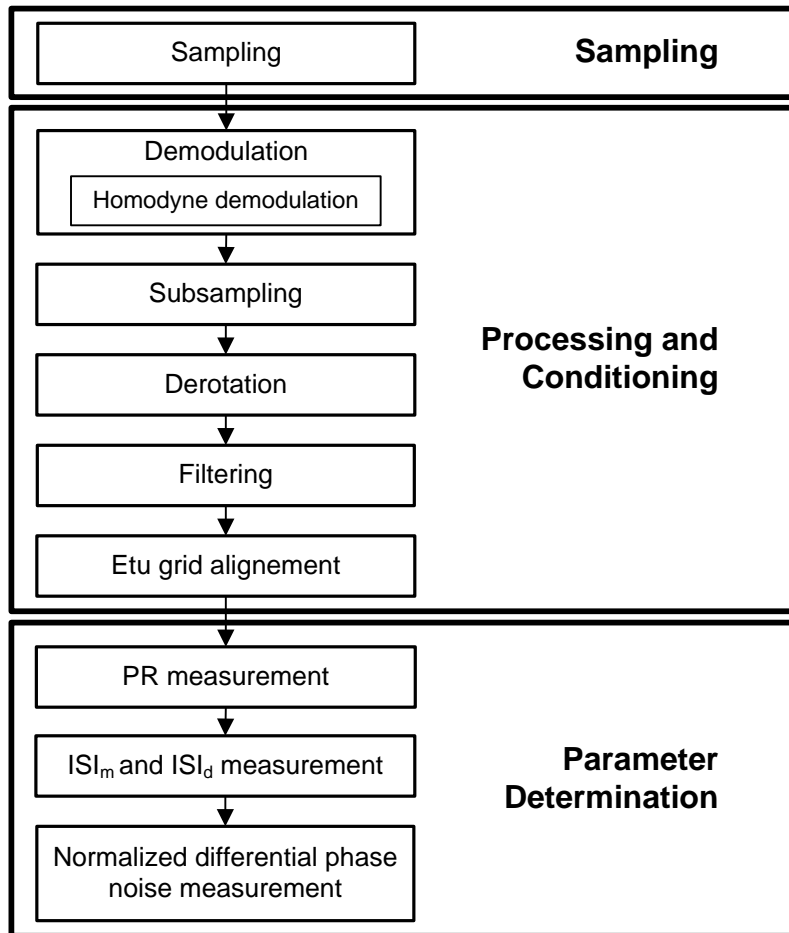 Sampling
Sampling
Demodulation
Homodyne demodulation
Subsampling
Derotation
Filtering
Etu grid alignement
Processing and
Conditioning
PR measurement
ISIm and ISId measurement
Normalized differential phase
noise measurement
Parameter
Determination